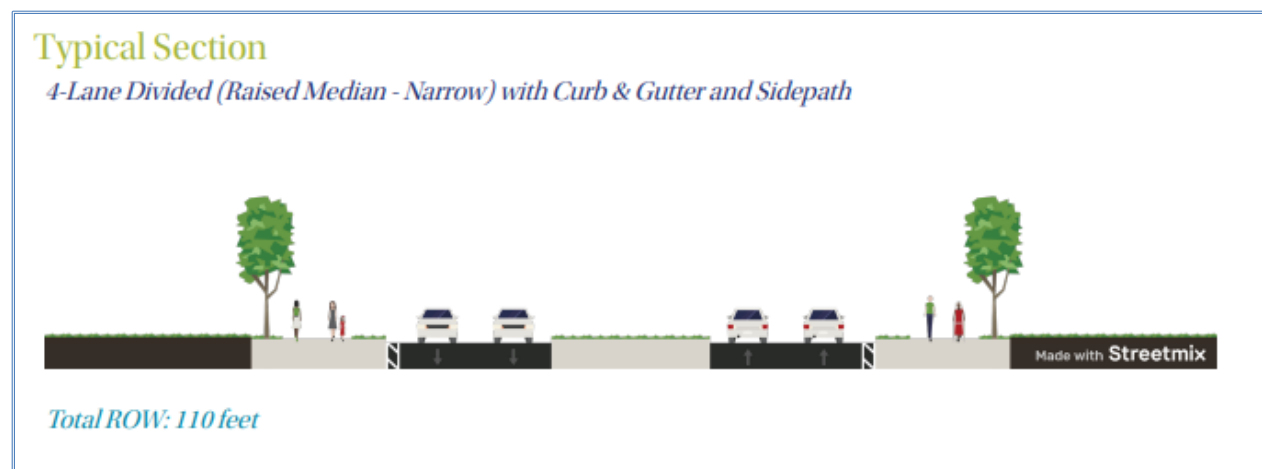 Typical Section
4-Lane Divided (Raised Median - Narrow) with Curb & Gutter and Sidepath
Made with Streetmix
Total ROW: 110 feet